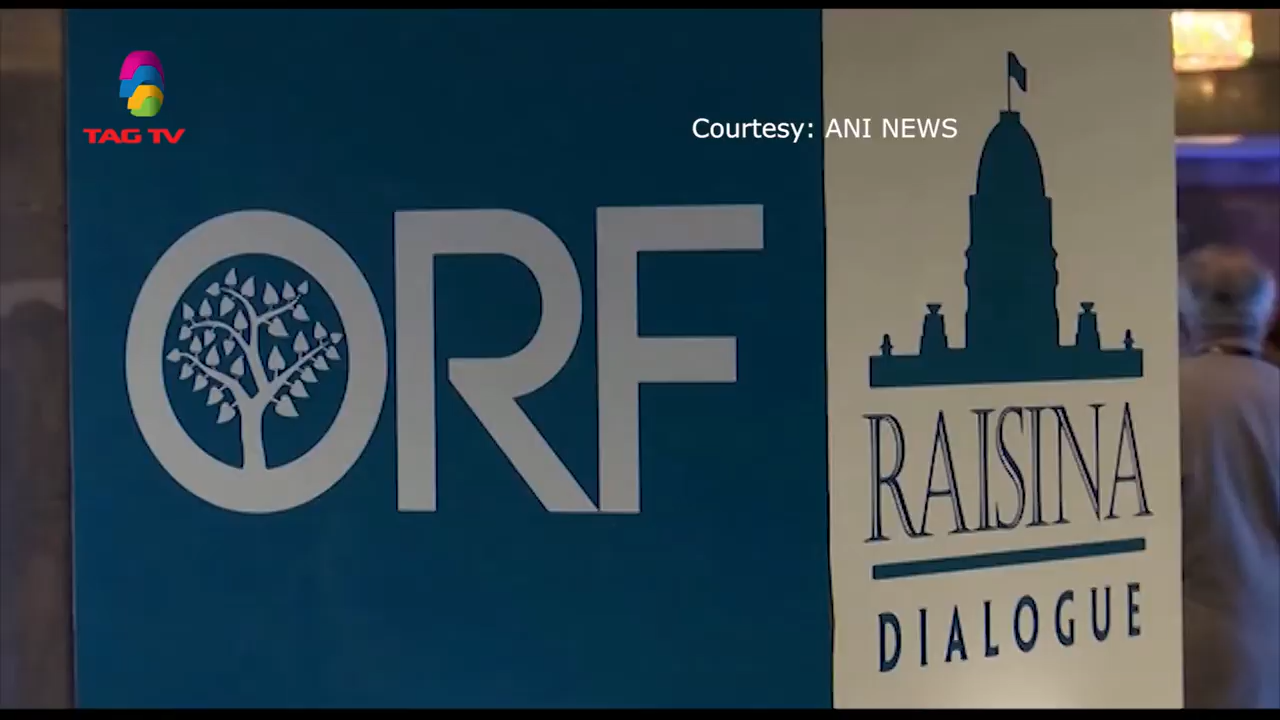 TAG TV
Courtesy: ANI NEWS
ORF
RAISINA
DIALOGUE